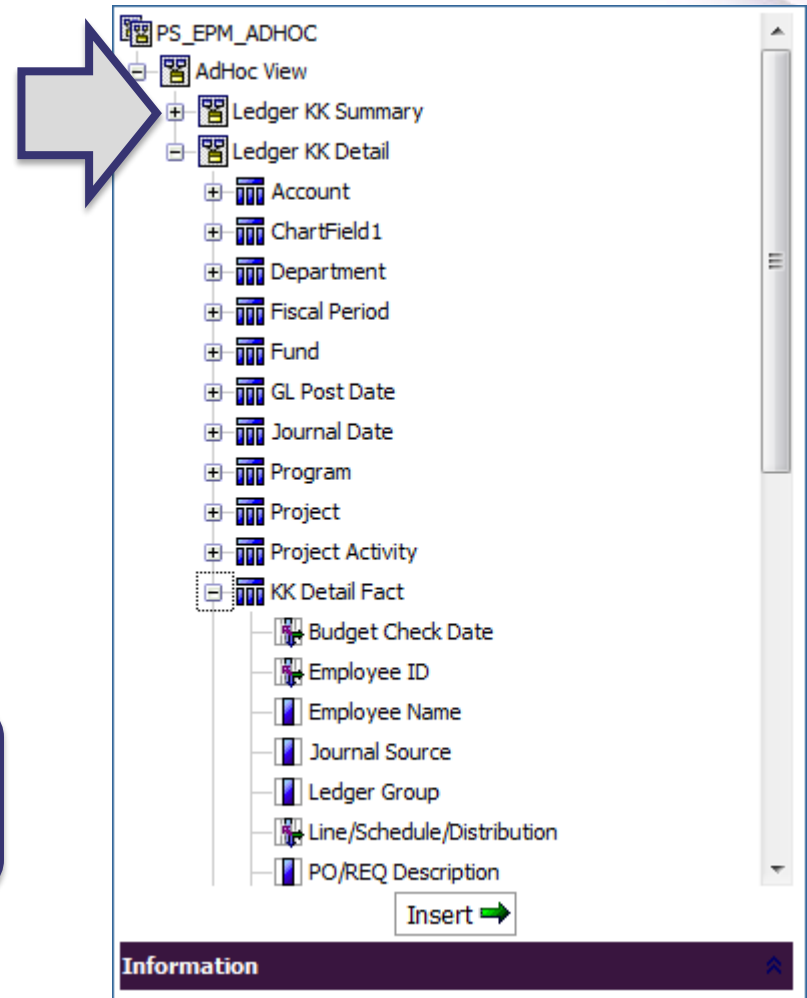 PS_EPM_ADHOC
AdHoc View
Ledger KK Summary
Ledger KK Detail
Account
ChartField1
Department
Fiscal Period
Fund
GL Post Date
Journal Date
Program
Project
Project Activity
KK Detail Fact
Budget Check Date
Employee ID
Employee Name
Journal Source
Ledger Group
Line/Schedule/Distribution
PO/REQ Description
Insert
Information